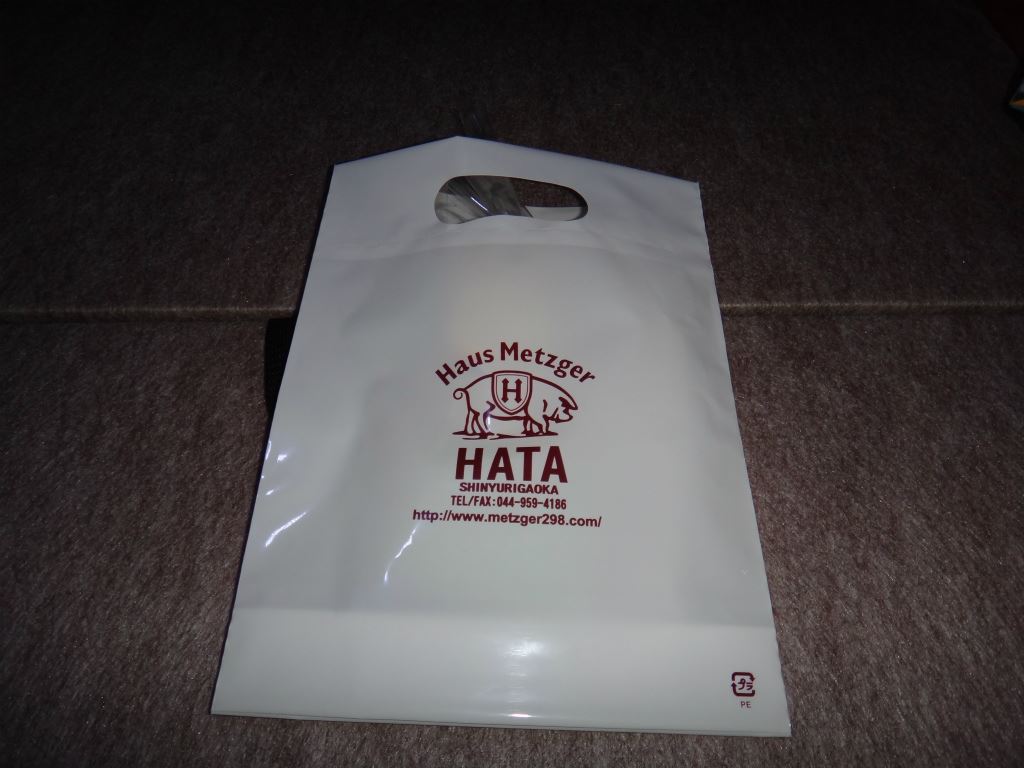 Haus Metzger
H
HATA
SHINYURIGAOKA
TEL/FAX:044-959-4186
http://www.metzger298.com/
プラ
PE